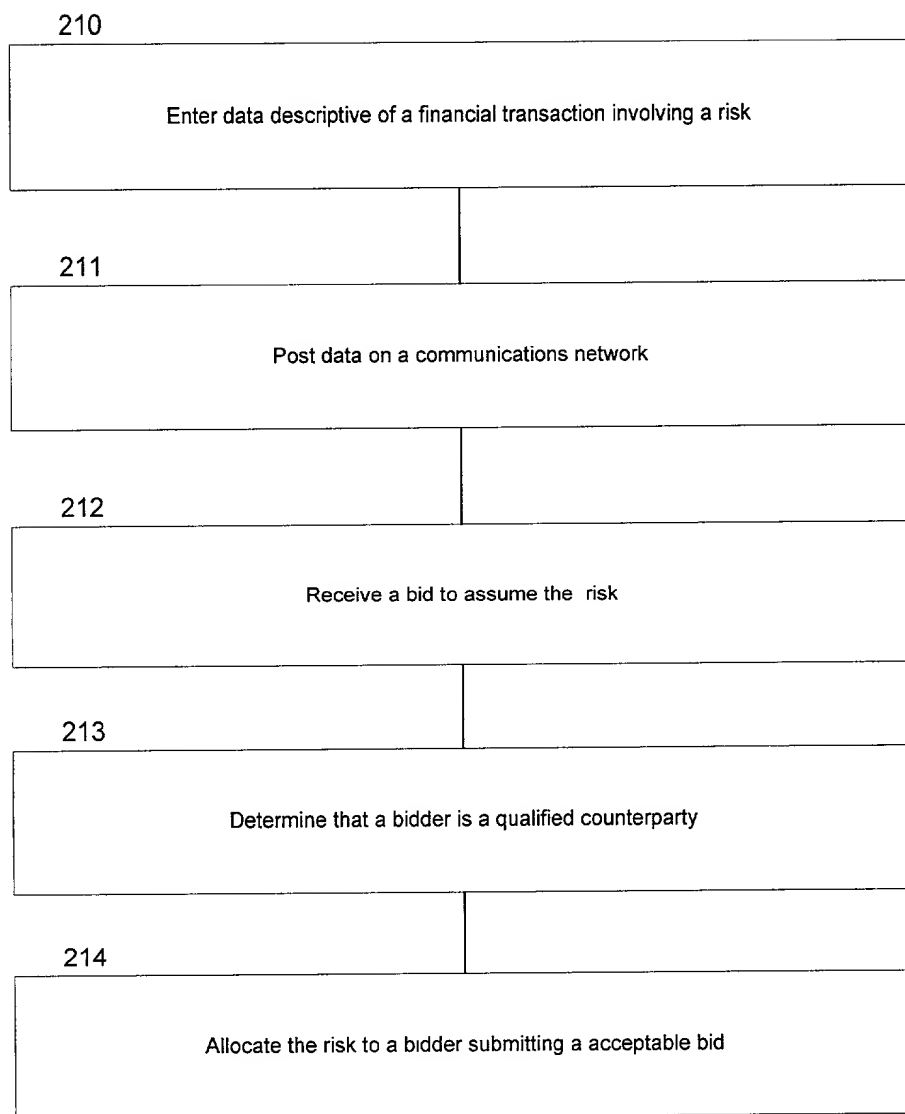 210
Enter data descriptive of a financial transaction involving a risk
211
Post data on a communications network
212
Receive a bid to assume the risk
213
Determine that a bidder is a qualified counterparty
214
Allocate the risk to a bidder submitting a acceptable bid